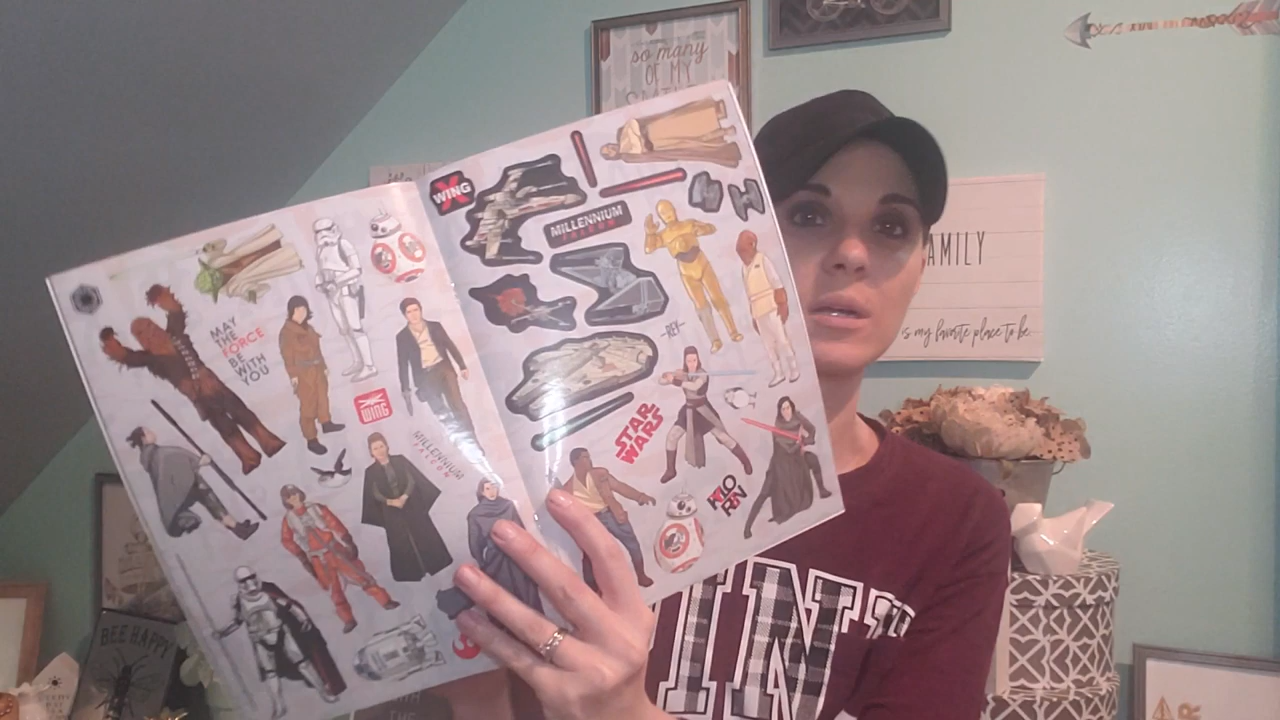 so many
OF MY
X
WING
MILLENNIUM
FALCON
MAY
THE
FORCE
BE
WITH
YOU
WING
MILLENNIUM
FALCON
-REY-
STAR
WARS
KYLO
REN
FAMILY
is my favorite place to be
BEE HAPPY